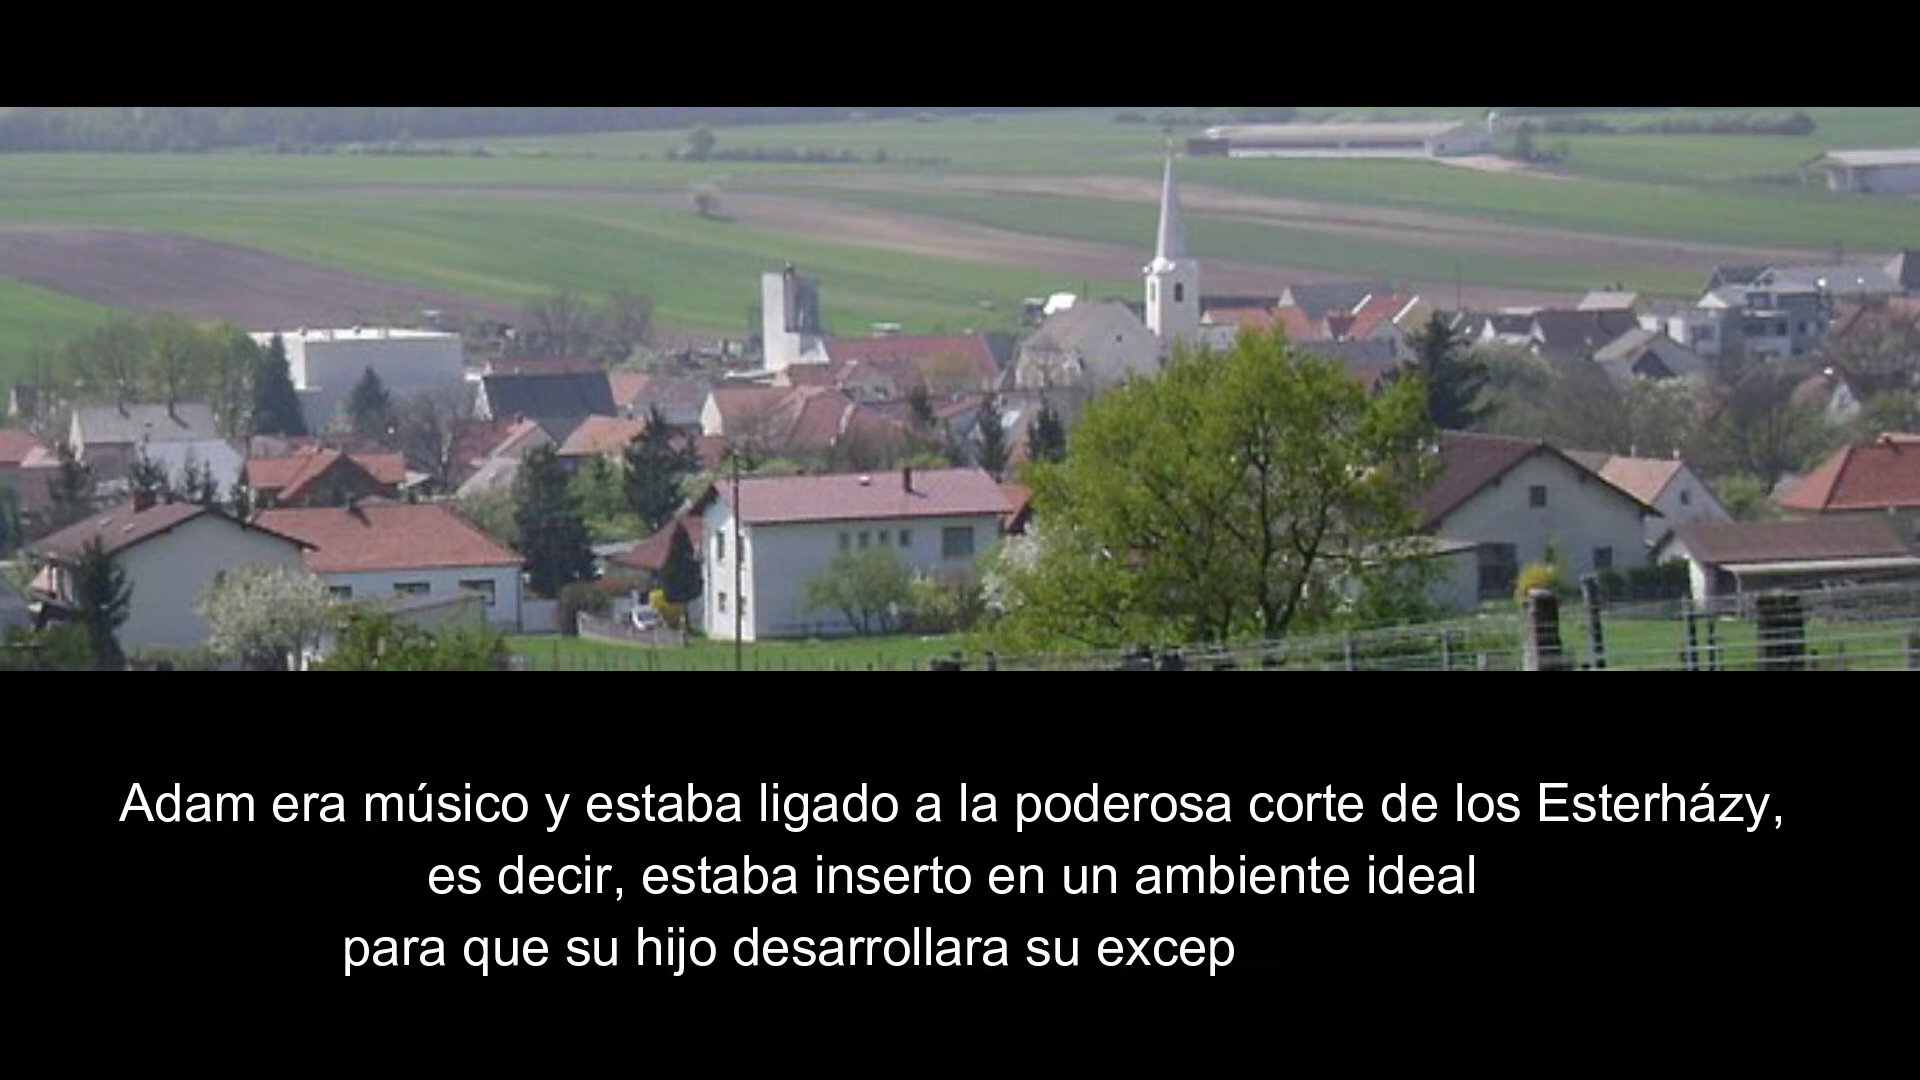 Adam era músico y estaba ligado a la poderosa corte de los Esterházy,
es decir, estaba inserto en un ambiente ideal
para que su hijo desarrollara su excep